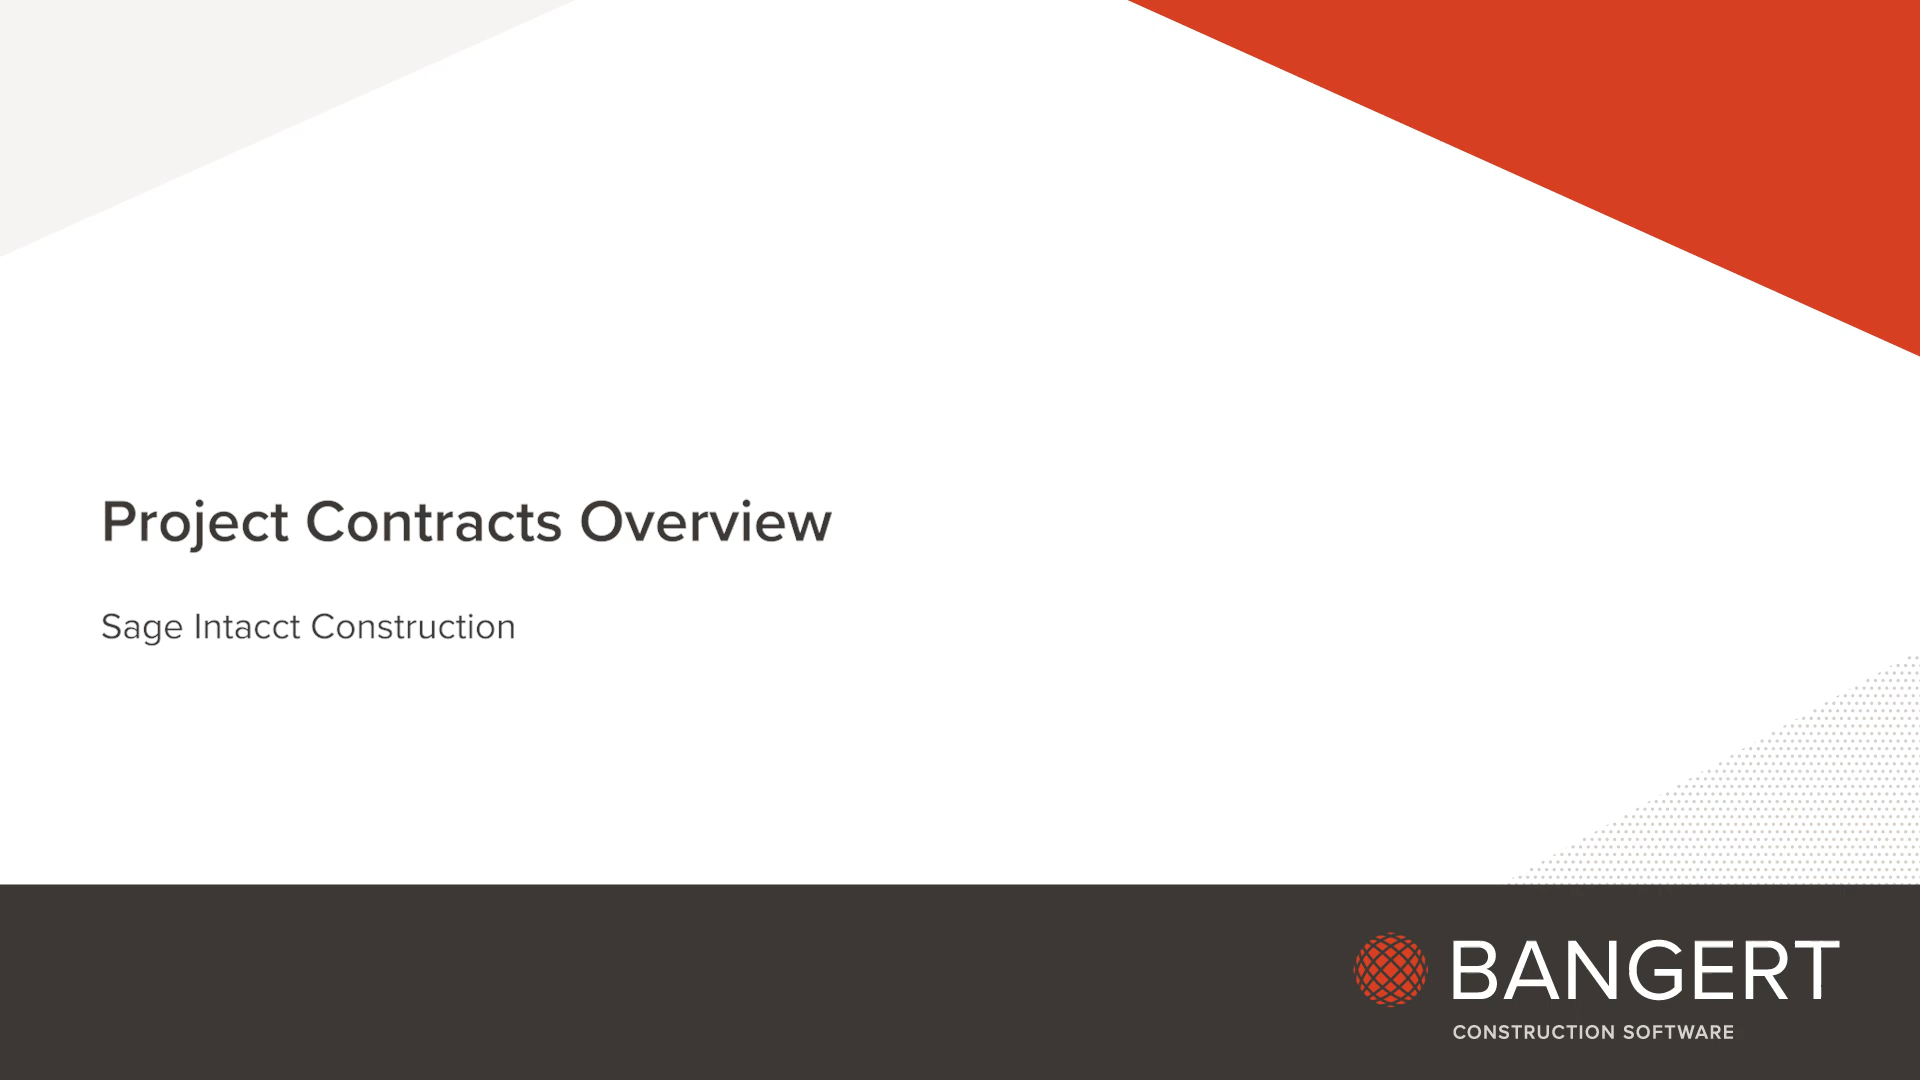 Project Contracts Overview
Sage Intacct Construction
BANGERT
CONSTRUCTION SOFTWARE